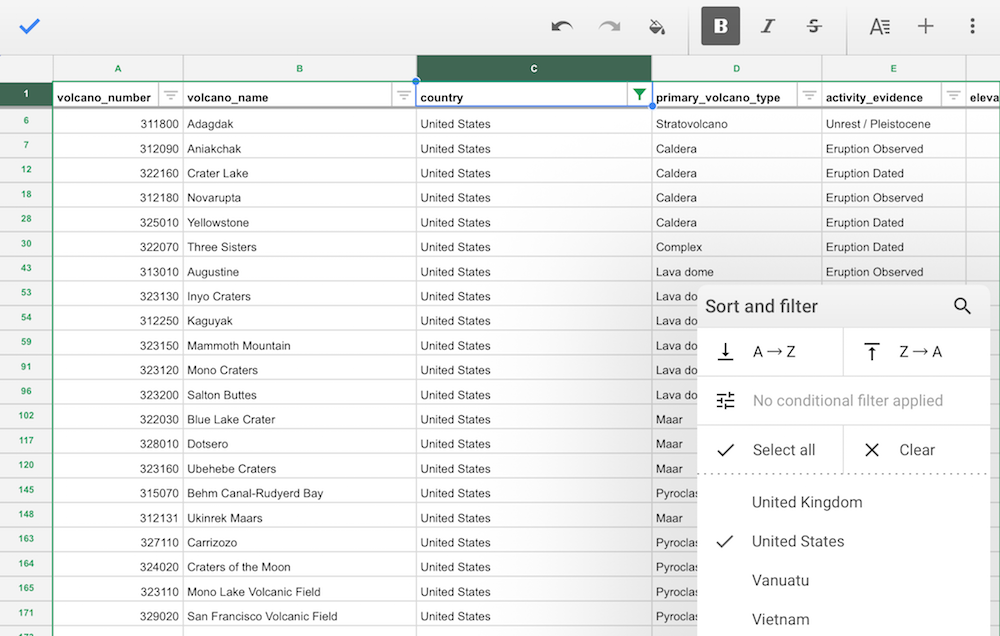 B I S A
A B C D E
1 volcano_number volcano_name country primary_volcano_type activity_evidence eleva
6 311800 Adagdak United States Stratovolcano Unrest / Pleistocene
7 312090 Aniakchak United States Caldera Eruption Observed
12 322160 Crater Lake United States Caldera Eruption Dated
18 312180 Novarupta United States Caldera Eruption Observed
28 325010 Yellowstone United States Caldera Eruption Dated
30 322070 Three Sisters United States Complex Eruption Dated
43 313010 Augustine United States Lava dome Eruption Observed
53 323130 Inyo Craters United States Lava do
54 312250 Kaguyak United States Lava do
59 323150 Mammoth Mountain United States Lava do
91 323120 Mono Craters United States Lava do
96 323200 Salton Buttes United States Lava do
102 322030 Blue Lake Crater United States Maar
117 328010 Dotsero United States Maar
120 323160 Ubehebe Craters United States Maar
145 315070 Behm Canal-Rudyerd Bay United States Pyroclas
148 312131 Ukinrek Maars United States Maar
163 327110 Carrizozo United States Pyroclas
164 324020 Craters of the Moon United States Pyroclas
165 323110 Mono Lake Volcanic Field United States Pyroclas
171 329020 San Francisco Volcanic Field United States Pyroclas
Sort and filter
A → Z Z → A
No conditional filter applied
Select all Clear
United Kingdom
United States
Vanuatu
Vietnam